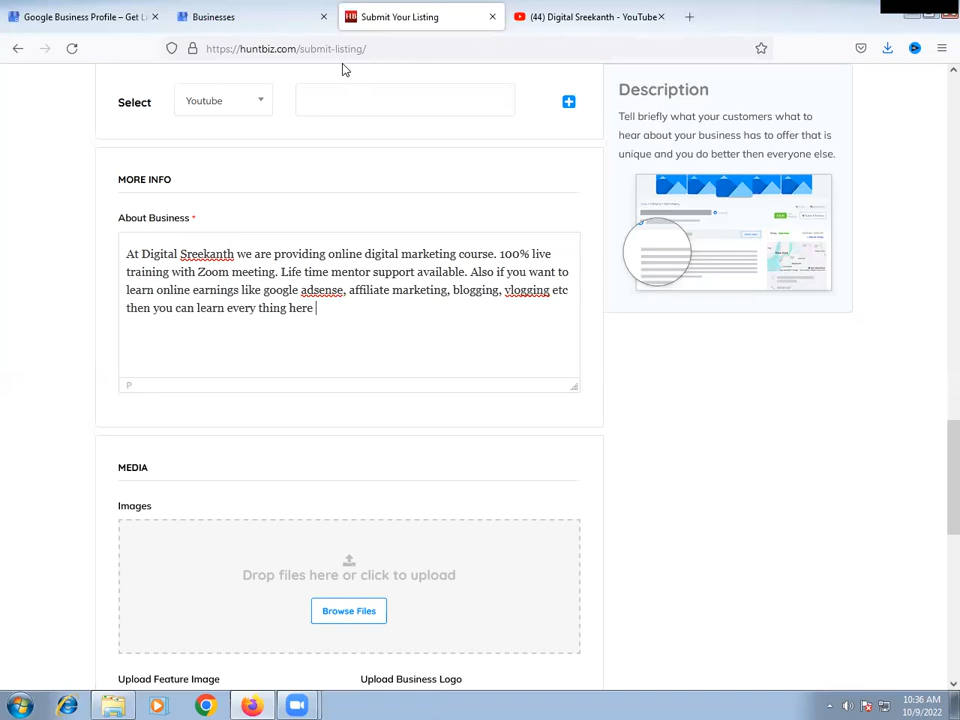 Google Business Profile – Get Li
Businesses
HB Submit Your Listing
(44) Digital Sreekanth - YouTube
https://huntbiz.com/submit-listing/
Select
Youtube
Description
Tell briefly what your customers what to
hear about your business has to offer that is
unique and you do better then everyone else.
MORE INFO
About Business *
At Digital Sreekanth we are providing online digital marketing course. 100% live
training with Zoom meeting. Life time mentor support available. Also if you want to
learn online earnings like google adsense, affiliate marketing, blogging, vlogging etc
then you can learn every thing here
P
MEDIA
Images
Drop files here or click to upload
Browse Files
Upload Feature Image
Upload Business Logo
10:36 AM
10/9/2022